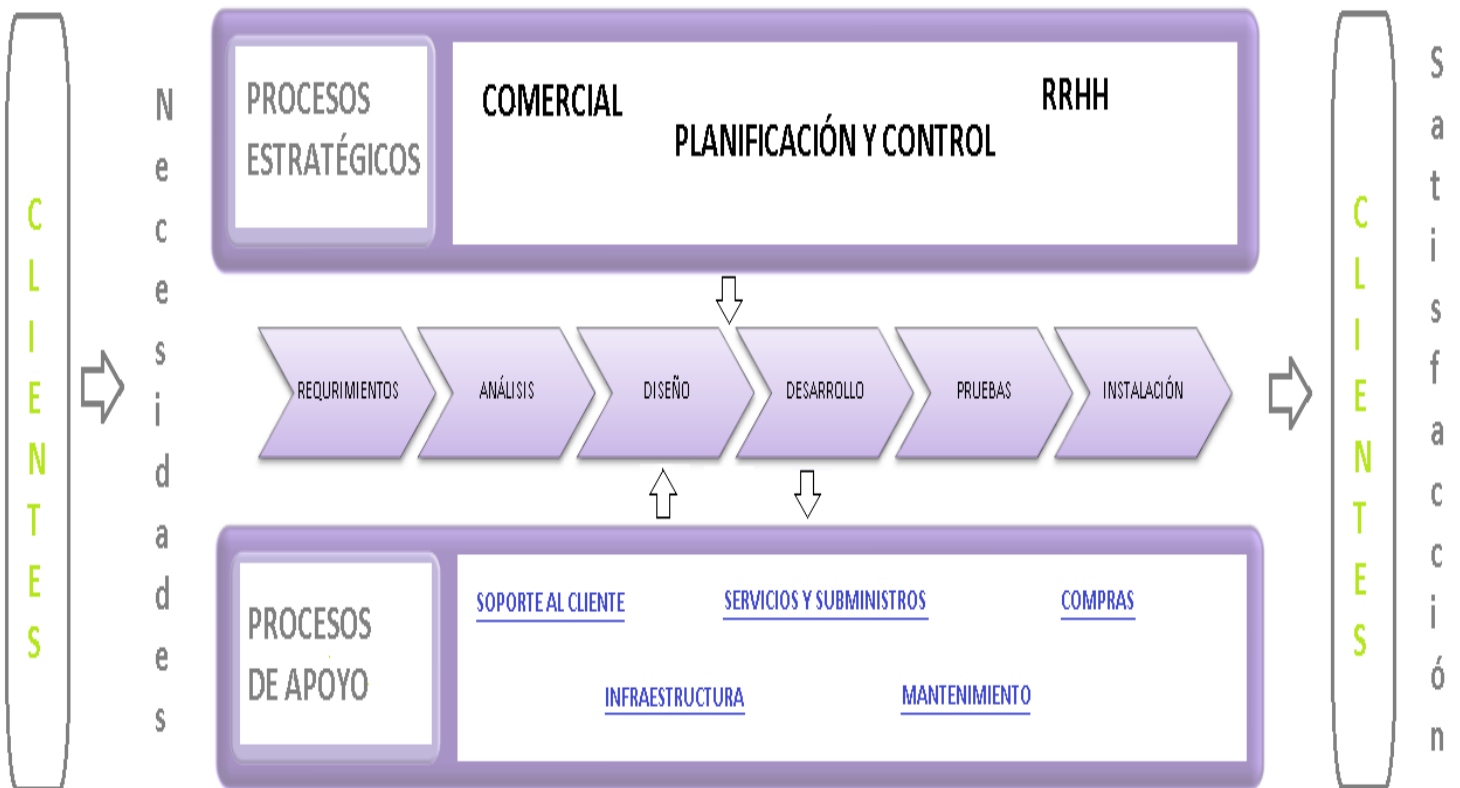 CLIENTES
Necesidades
PROCESOS
ESTRATÉGICOS
COMERCIAL
RRHH
PLANIFICACIÓN Y CONTROL
REQURIMIENTOS
ANÁLISIS
DISEÑO
DESARROLLO
PRUEBAS
INSTALACIÓN
PROCESOS
DE APOYO
SOPORTE AL CLIENTE
SERVICIOS Y SUBMINISTROS
COMPRAS
INFRAESTRUCTURA
MANTENIMIENTO
CLIENTES
Satisfacción